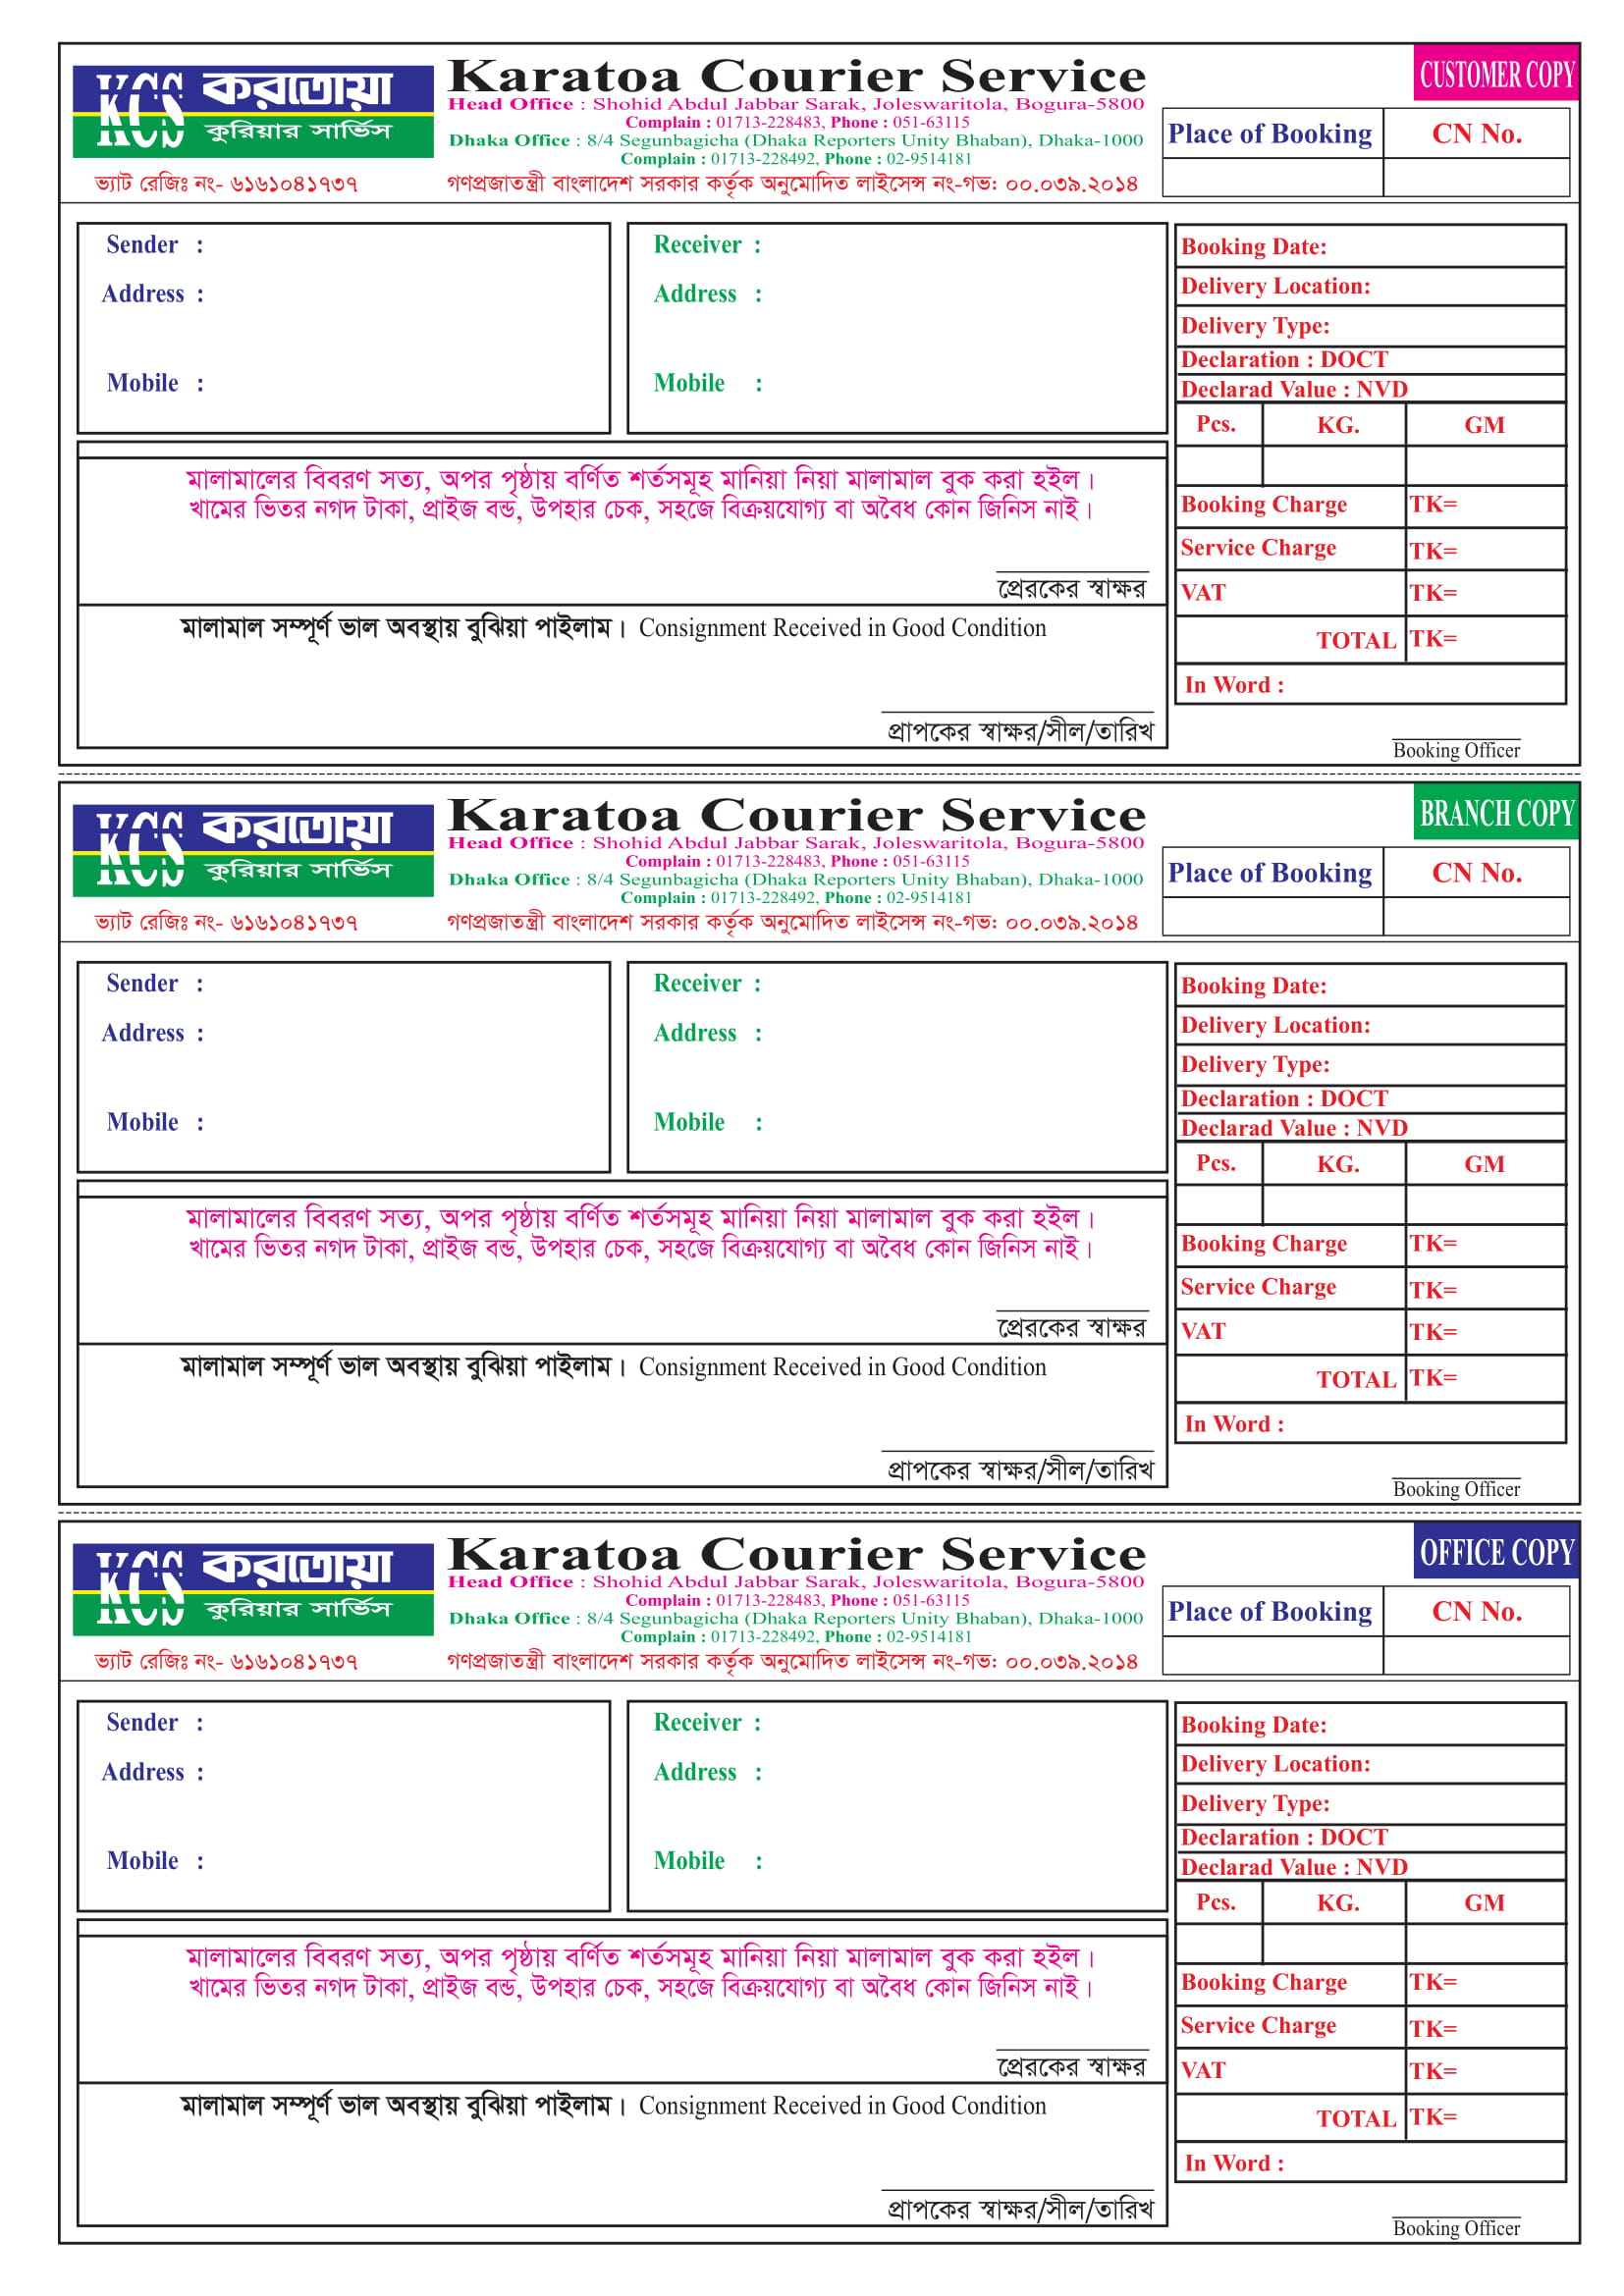 KCS করতোয়া
কুরিয়ার সার্ভিস
ভ্যাট রেজিঃ নং- ৬১৬১০৪১৭৩৭
Karatoa Courier Service
Head Office : Shohid Abdul Jabbar Sarak, Joleswaritola, Bogura-5800
Complain : 01713-228483, Phone : 051-63115
Dhaka Office : 8/4 Segunbagicha (Dhaka Reporters Unity Bhaban), Dhaka-1000
Complain : 01713-228492, Phone : 02-9514181
গণপ্রজাতন্ত্রী বাংলাদেশ সরকার কর্তৃক অনুমোদিত লাইসেন্স নং-গভ: ০০.০৩৯.২০১৪
CUSTOMER COPY
Place of Booking CN No.
Sender :
Address :
Mobile :
Receiver :
Address :
Mobile :
Booking Date:
Delivery Location:
Delivery Type:
Declaration : DOCT
Declarad Value : NVD
Pcs. KG. GM
Booking Charge TK=
Service Charge TK=
VAT TK=
TOTAL TK=
In Word :
মালামালের বিবরণ সত্য, অপর পৃষ্ঠায় বর্ণিত শর্তসমূহ মানিয়া নিয়া মালামাল বুক করা হইল।
খামের ভিতর নগদ টাকা, প্রাইজ বন্ড, উপহার চেক, সহজে বিক্রয়যোগ্য বা অবৈধ কোন জিনিস নাই।
প্রেরকের স্বাক্ষর
মালামাল সম্পূর্ণ ভাল অবস্থায় বুঝিয়া পাইলাম। Consignment Received in Good Condition
প্রাপকের স্বাক্ষর/সীল/তারিখ
Booking Officer
KCS করতোয়া
কুরিয়ার সার্ভিস
ভ্যাট রেজিঃ নং- ৬১৬১০৪১৭৩৭
Karatoa Courier Service
Head Office : Shohid Abdul Jabbar Sarak, Joleswaritola, Bogura-5800
Complain : 01713-228483, Phone : 051-63115
Dhaka Office : 8/4 Segunbagicha (Dhaka Reporters Unity Bhaban), Dhaka-1000
Complain : 01713-228492, Phone : 02-9514181
গণপ্রজাতন্ত্রী বাংলাদেশ সরকার কর্তৃক অনুমোদিত লাইসেন্স নং-গভ: ০০.০৩৯.২০১৪
BRANCH COPY
Place of Booking CN No.
Sender :
Address :
Mobile :
Receiver :
Address :
Mobile :
Booking Date:
Delivery Location:
Delivery Type:
Declaration : DOCT
Declarad Value : NVD
Pcs. KG. GM
Booking Charge TK=
Service Charge TK=
VAT TK=
TOTAL TK=
In Word :
মালামালের বিবরণ সত্য, অপর পৃষ্ঠায় বর্ণিত শর্তসমূহ মানিয়া নিয়া মালামাল বুক করা হইল।
খামের ভিতর নগদ টাকা, প্রাইজ বন্ড, উপহার চেক, সহজে বিক্রয়যোগ্য বা অবৈধ কোন জিনিস নাই।
প্রেরকের স্বাক্ষর
মালামাল সম্পূর্ণ ভাল অবস্থায় বুঝিয়া পাইলাম। Consignment Received in Good Condition
প্রাপকের স্বাক্ষর/সীল/তারিখ
Booking Officer
KCS করতোয়া
কুরিয়ার সার্ভিস
ভ্যাট রেজিঃ নং- ৬১৬১০৪১৭৩৭
Karatoa Courier Service
Head Office : Shohid Abdul Jabbar Sarak, Joleswaritola, Bogura-5800
Complain : 01713-228483, Phone : 051-63115
Dhaka Office : 8/4 Segunbagicha (Dhaka Reporters Unity Bhaban), Dhaka-1000
Complain : 01713-228492, Phone : 02-9514181
গণপ্রজাতন্ত্রী বাংলাদেশ সরকার কর্তৃক অনুমোদিত লাইসেন্স নং-গভ: ০০.০৩৯.২০১৪
OFFICE COPY
Place of Booking CN No.
Sender :
Address :
Mobile :
Receiver :
Address :
Mobile :
Booking Date:
Delivery Location:
Delivery Type:
Declaration : DOCT
Declarad Value : NVD
Pcs. KG. GM
Booking Charge TK=
Service Charge TK=
VAT TK=
TOTAL TK=
In Word :
মালামালের বিবরণ সত্য, অপর পৃষ্ঠায় বর্ণিত শর্তসমূহ মানিয়া নিয়া মালামাল বুক করা হইল।
খামের ভিতর নগদ টাকা, প্রাইজ বন্ড, উপহার চেক, সহজে বিক্রয়যোগ্য বা অবৈধ কোন জিনিস নাই।
প্রেরকের স্বাক্ষর
মালামাল সম্পূর্ণ ভাল অবস্থায় বুঝিয়া পাইলাম। Consignment Received in Good Condition
প্রাপকের স্বাক্ষর/সীল/তারিখ
Booking Officer